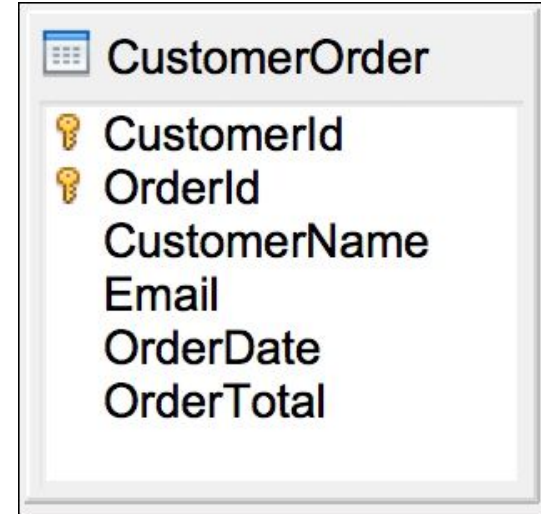 CustomerOrder
CustomerId
OrderId
CustomerName
Email
OrderDate
OrderTotal